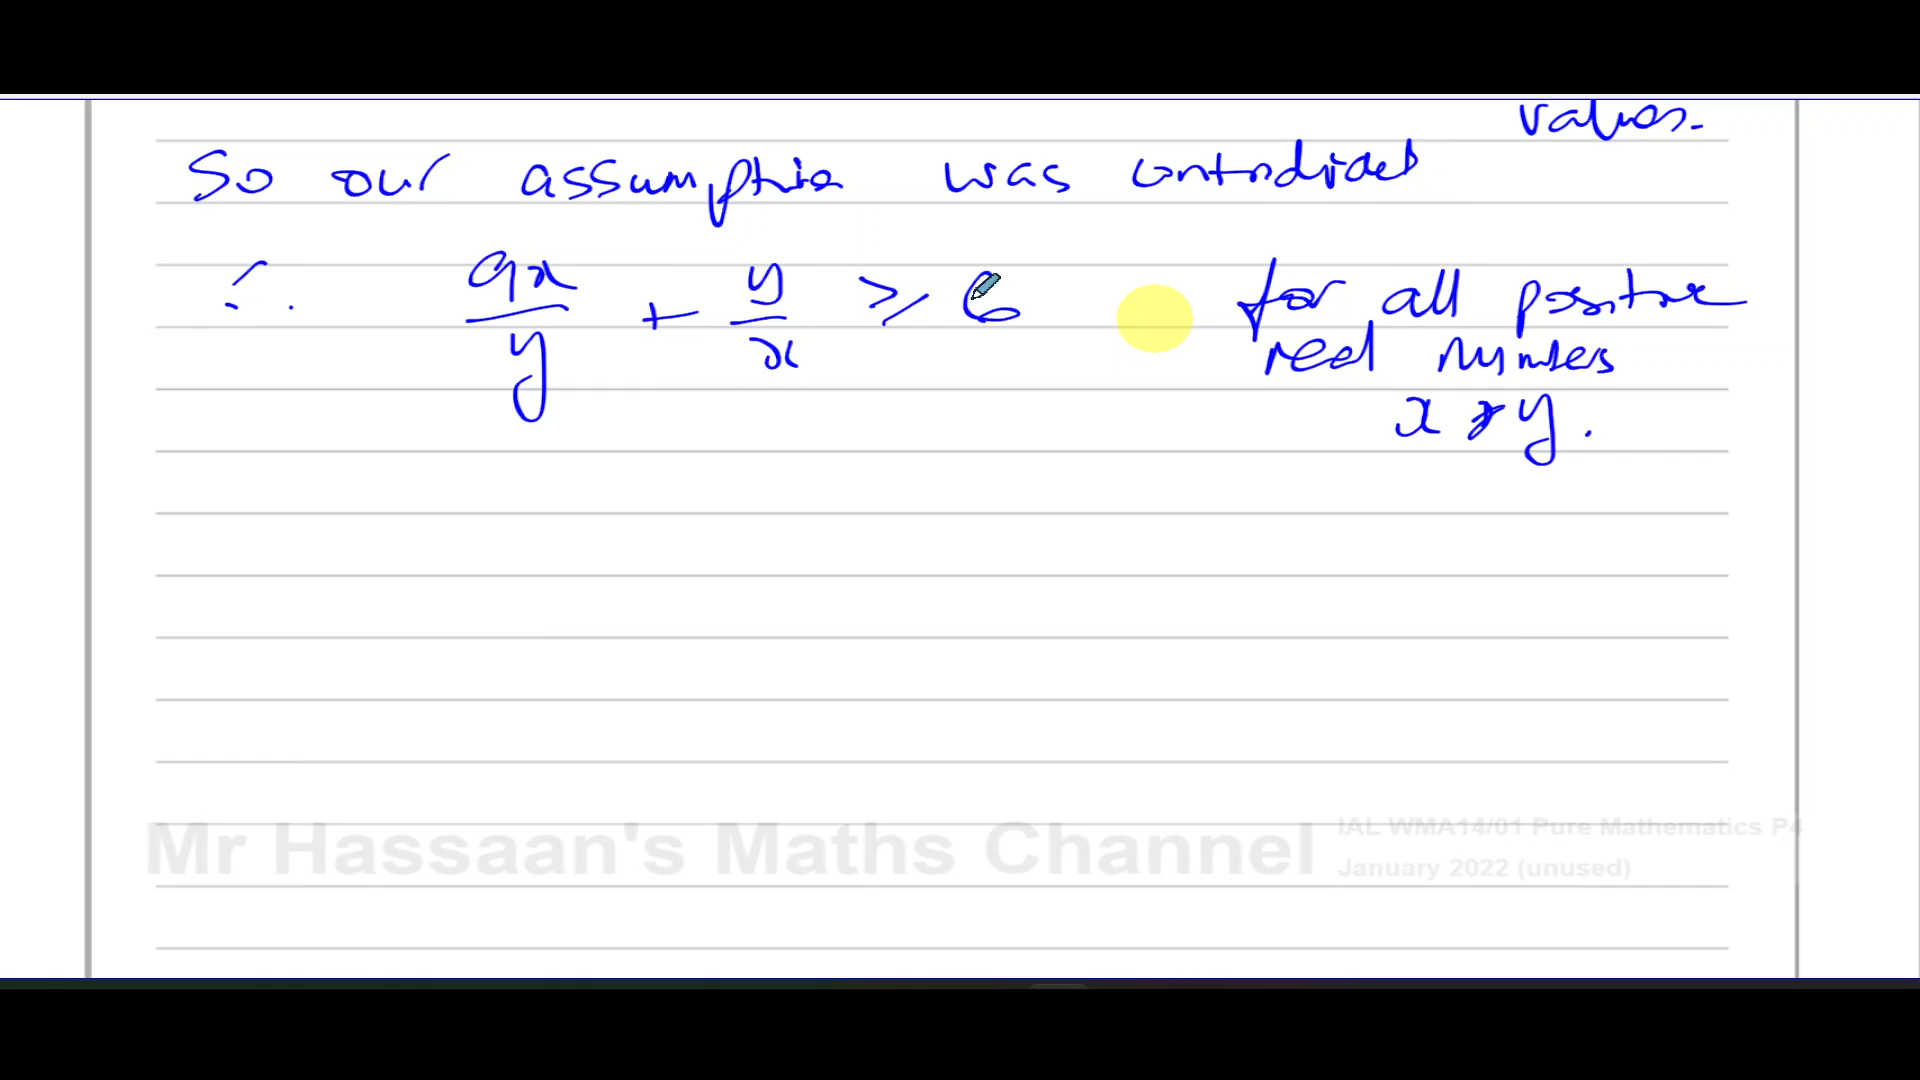 values.
So our assumption was contradicted
∴ 9x/y + y/x ⩾ 6 for all positive
real numbers
x & y.
Mr Hassaan's Maths Channel
IAL WMA14/01 Pure Mathematics P4
January 2022 (unused)